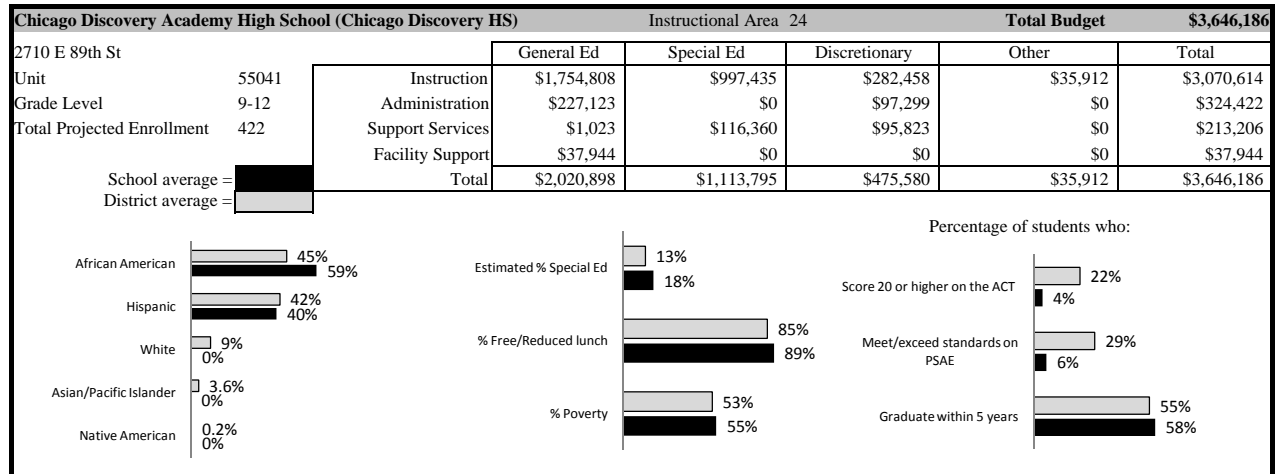 Chicago Discovery Academy High School (Chicago Discovery HS) Instructional Area 24 Total Budget $3,646,186
2710 E 89th St General Ed Special Ed Discretionary Other Total
Unit 55041 Instruction $1,754,808 $997,435 $282,458 $35,912 $3,070,614
Grade Level 9-12 Administration $227,123 $0 $97,299 $0 $324,422
Total Projected Enrollment 422 Support Services $1,023 $116,360 $95,823 $0 $213,206
Facility Support $37,944 $0 $0 $0 $37,944
School average = Total $2,020,898 $1,113,795 $475,580 $35,912 $3,646,186
District average =
African American 45%
59%
Hispanic 42%
40%
White 9%
0%
Asian/Pacific Islander 3.6%
0%
Native American 0.2%
0%
Estimated % Special Ed 13%
18%
% Free/Reduced lunch 85%
89%
% Poverty 53%
55%
Percentage of students who:
Score 20 or higher on the ACT 22%
4%
Meet/exceed standards on
PSAE 29%
6%
Graduate within 5 years 55%
58%